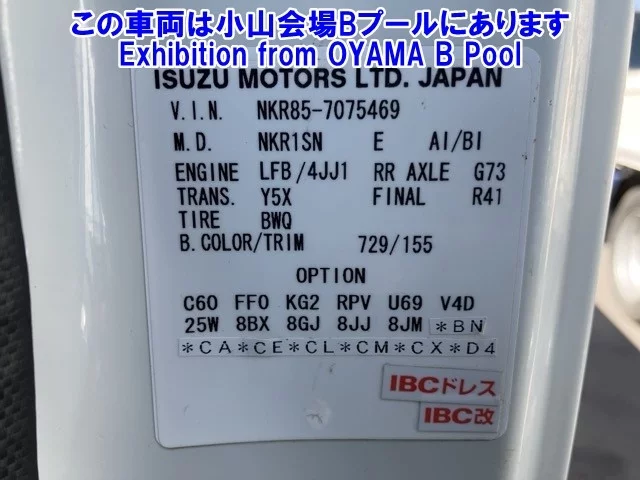 この車両は小山会場Bプールにあります
Exhibition from OYAMA B Pool
ISUZU MOTORS LTD. JAPAN
V.I.N. NKR85-7075469
M.D. NKR1SN E AI/BI
ENGINE LFB/4JJ1 RR AXLE G73
TRANS. Y5X FINAL R41
TIRE BWQ
B.COLOR/TRIM 729/155
OPTION
C60 FF0 KG2 RPV U69 V4D
25W 8BX 8GJ 8JJ 8JM *BN
*CA*CE*CL*CM*CX*D4
IBCドレス
IBC改